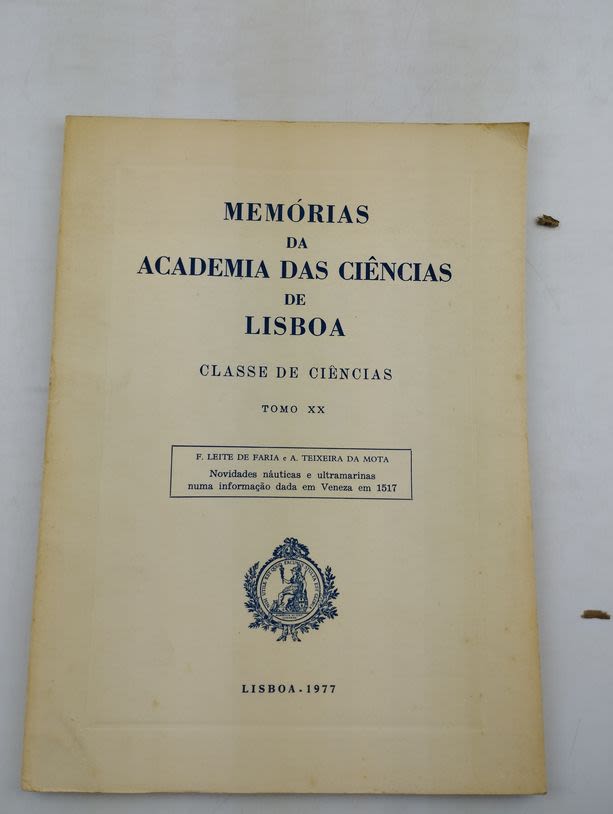 MEMÓRIAS
DA
ACADEMIA DAS CIÊNCIAS
DE
LISBOA
CLASSE DE CIÊNCIAS
TOMO XX
F. LEITE DE FARIA e A. TEIXEIRA DA MOTA
Novidades náuticas e ultramarinas
numa informação dada em Veneza em 1517
LISBOA - 1977